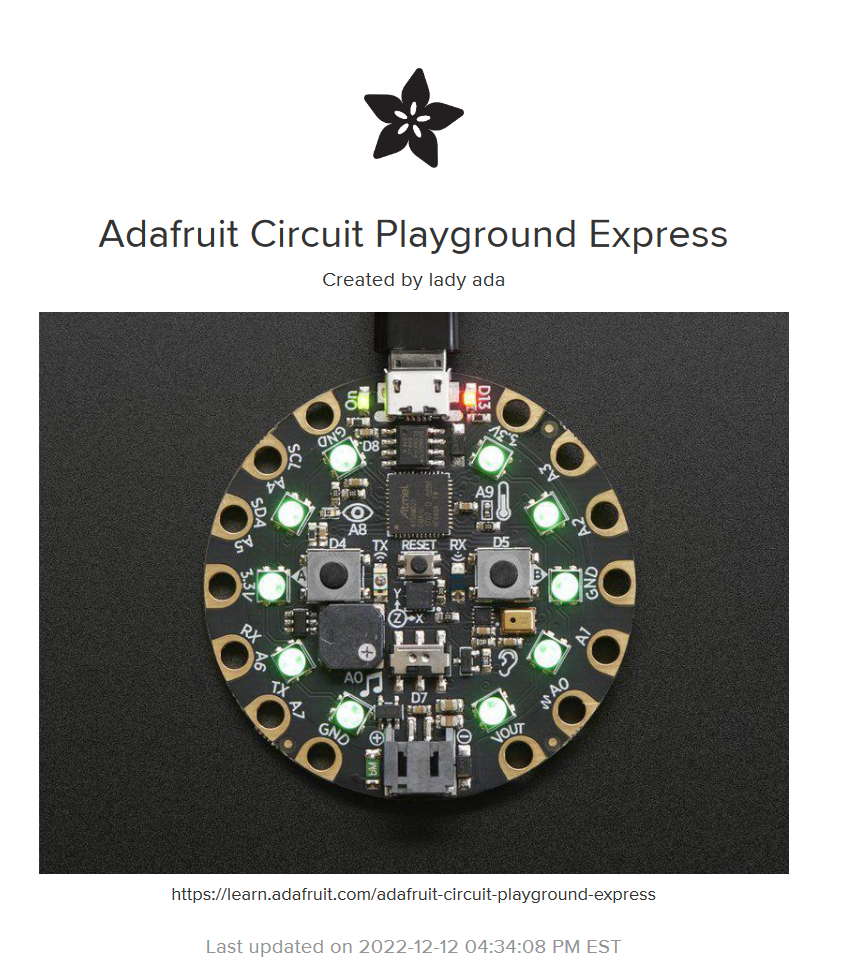 Adafruit Circuit Playground Express
Created by lady ada
On
D13
GND
D8
3.3V
SCL
A4
A3
SDA
A5
A8
A9
A2
Atmel
D4
TX
RESET
RX
D5
3.3V
A
B
GND
Y
Z
X
RX
A6
A1
TX
A7
A0
A0
D7
GND
VOUT
+
-
https://learn.adafruit.com/adafruit-circuit-playground-express
Last updated on 2022-12-12 04:34:08 PM EST